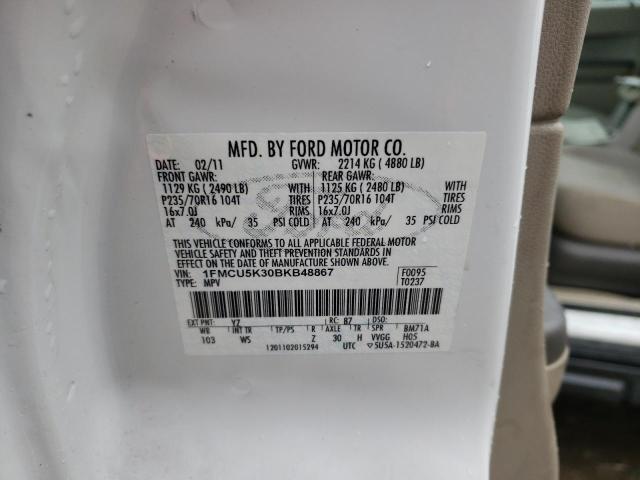 MFD. BY FORD MOTOR CO.
DATE: 02/11 GVWR: 2214 KG ( 4880 LB)
FRONT GAWR: REAR GAWR:
1129 KG ( 2490 LB) WITH 1125 KG ( 2480 LB) WITH
P235/70R16 104T TIRES P235/70R16 104T TIRES
16x7.0J RIMS 16x7.0J RIMS
AT 240 kPa/ 35 PSI COLD AT 240 kPa/ 35 PSI COLD
THIS VEHICLE CONFORMS TO ALL APPLICABLE FEDERAL MOTOR
VEHICLE SAFETY AND THEFT PREVENTION STANDARDS IN EFFECT
ON THE DATE OF MANUFACTURE SHOWN ABOVE.
VIN: 1FMCU5K30BKB48867 F0095
TYPE: MPV T0237
EXT PNT: YZ RC: 87 DSO:
WB INT TR TP/PS R AXLE TR SPR BM71A
103 WS Z 30 H VVGG H05
1201102015294 UTC ▽5U5A-1520472-BA
Ford